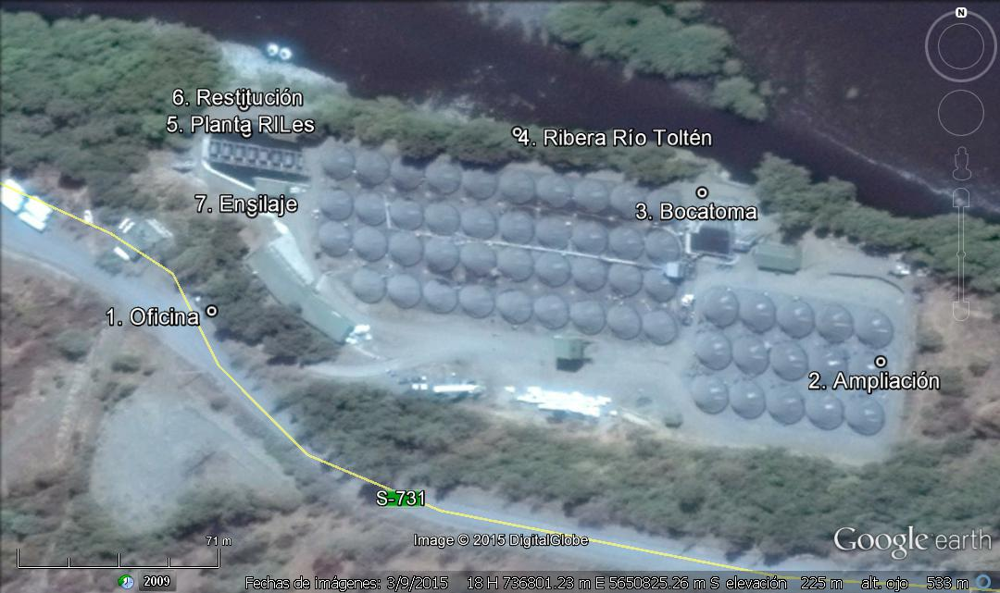 N
6. Restitución
5. Planta RILes
4. Ribera Río Toltén
7. Ensilaje
3. Bocatoma
1. Oficina
2. Ampliación
S-731
71 m
Image © 2015 DigitalGlobe
Google earth
2009
Fechas de imágenes: 3/9/2015 18 H 736801.23 m E 5650825.26 m S elevación 225 m alt. ojo 533 m